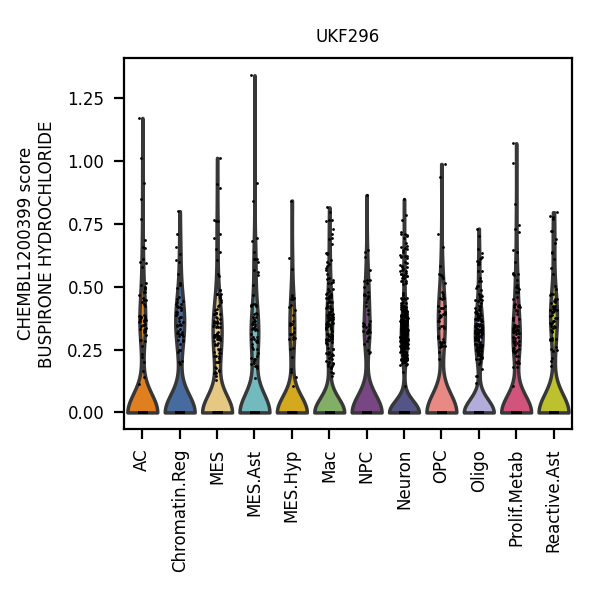 UKF296
CHEMBL1200399 score
BUSPIRONE HYDROCHLORIDE
1.25
1.00
0.75
0.50
0.25
0.00
AC
Chromatin.Reg
MES
MES.Ast
MES.Hyp
Mac
NPC
Neuron
OPC
Oligo
Prolif.Metab
Reactive.Ast